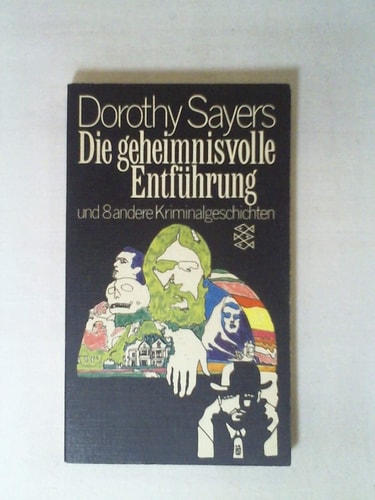 Dorothy Sayers
Die geheimnisvolle
Entführung
und 8 andere Kriminalgeschichten